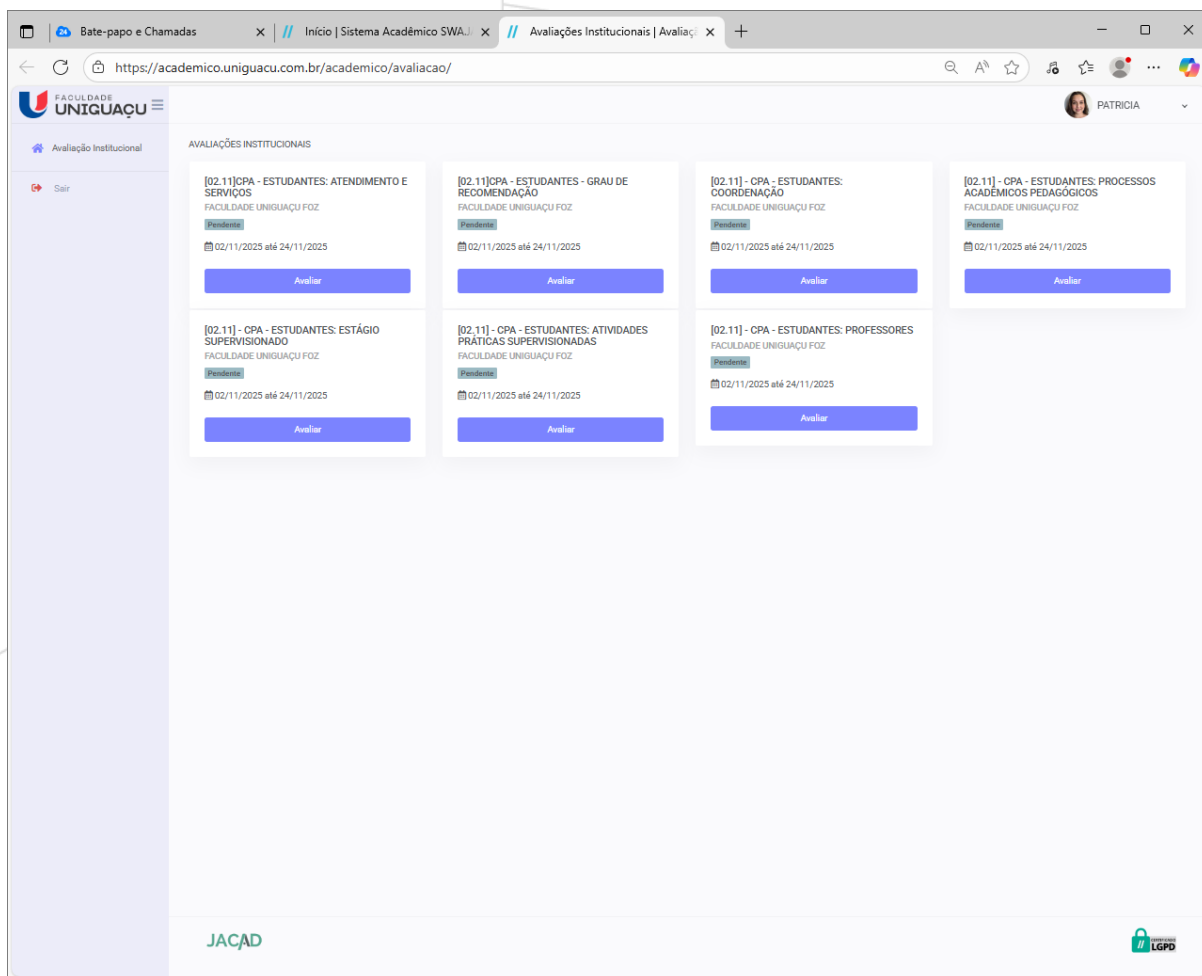 Bate-papo e Chamadas
Início | Sistema Acadêmico SWA.J
Avaliações Institucionais | Avaliaç
https://academico.uniguacu.com.br/academico/avaliacao/
FACULDADE
UNIGUAÇU
PATRICIA
Avaliação Institucional
Sair
AVALIAÇÕES INSTITUCIONAIS
[02.11]CPA - ESTUDANTES: ATENDIMENTO E
SERVIÇOS
FACULDADE UNIGUAÇU FOZ
Pendente
02/11/2025 até 24/11/2025
Avaliar
[02.11]CPA - ESTUDANTES - GRAU DE
RECOMENDAÇÃO
FACULDADE UNIGUAÇU FOZ
Pendente
02/11/2025 até 24/11/2025
Avaliar
[02.11] - CPA - ESTUDANTES:
COORDENAÇÃO
FACULDADE UNIGUAÇU FOZ
Pendente
02/11/2025 até 24/11/2025
Avaliar
[02.11] - CPA - ESTUDANTES: PROCESSOS
ACADÊMICOS PEDAGÓGICOS
FACULDADE UNIGUAÇU FOZ
Pendente
02/11/2025 até 24/11/2025
Avaliar
[02.11] - CPA - ESTUDANTES: ESTÁGIO
SUPERVISIONADO
FACULDADE UNIGUAÇU FOZ
Pendente
02/11/2025 até 24/11/2025
Avaliar
[02.11] - CPA - ESTUDANTES: ATIVIDADES
PRÁTICAS SUPERVISIONADAS
FACULDADE UNIGUAÇU FOZ
Pendente
02/11/2025 até 24/11/2025
Avaliar
[02.11] - CPA - ESTUDANTES: PROFESSORES
FACULDADE UNIGUAÇU FOZ
Pendente
02/11/2025 até 24/11/2025
Avaliar
JACAD
LGPD